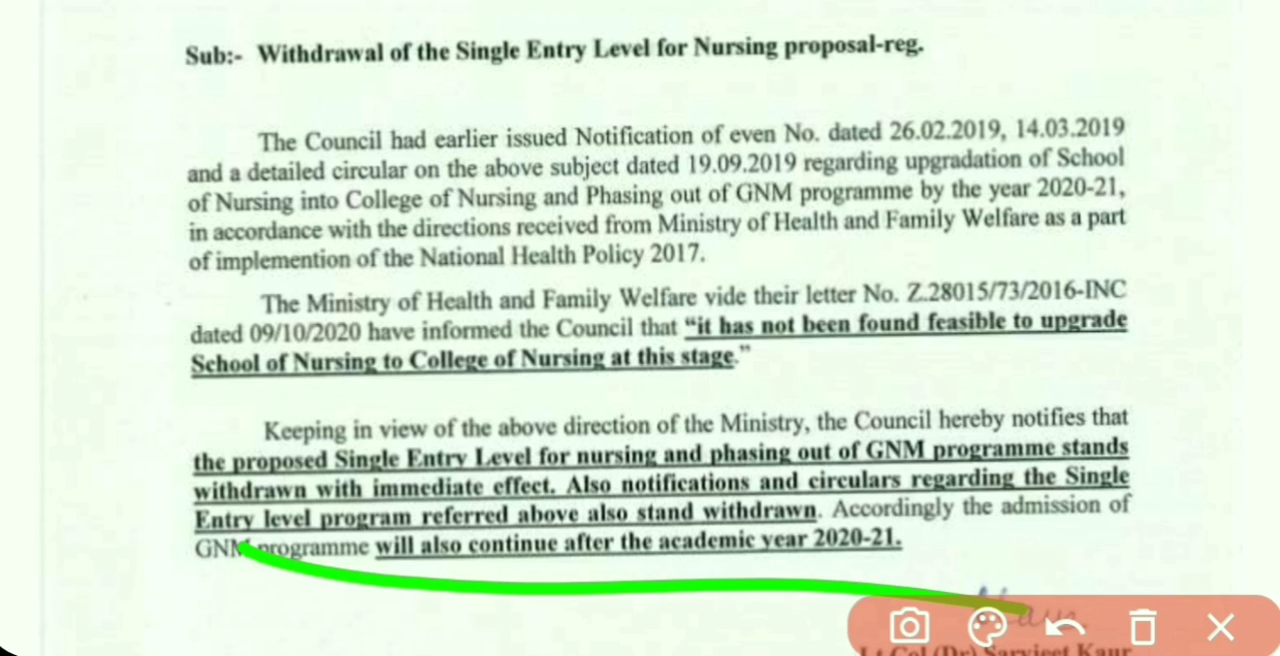 Sub:- Withdrawal of the Single Entry Level for Nursing proposal-reg.
The Council had earlier issued Notification of even No. dated 26.02.2019, 14.03.2019
and a detailed circular on the above subject dated 19.09.2019 regarding upgradation of School
of Nursing into College of Nursing and Phasing out of GNM programme by the year 2020-21,
in accordance with the directions received from Ministry of Health and Family Welfare as a part
of implemention of the National Health Policy 2017.
The Ministry of Health and Family Welfare vide their letter No. Z.28015/73/2016-INC
dated 09/10/2020 have informed the Council that “it has not been found feasible to upgrade
School of Nursing to College of Nursing at this stage.”
Keeping in view of the above direction of the Ministry, the Council hereby notifies that
the proposed Single Entry Level for nursing and phasing out of GNM programme stands
withdrawn with immediate effect. Also notifications and circulars regarding the Single
Entry level program referred above also stand withdrawn. Accordingly the admission of
GNM programme will also continue after the academic year 2020-21.
Lt Col (Dr) Sarvjeet Kaur